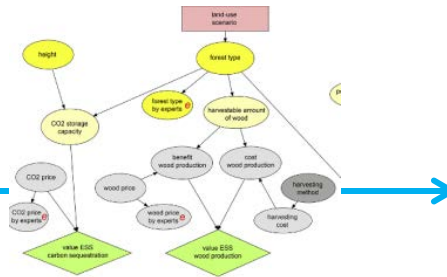 land-use
scenario
height
forest type
forest type
by experts
harvestable amount
of wood
CO2 storage
capacity
benefit
wood production
cost
wood production
CO2 price
wood price
harvesting
method
CO2 price
by experts
wood price
by experts
harvesting
cost
value ESS
carbon sequestration
value ESS
wood production